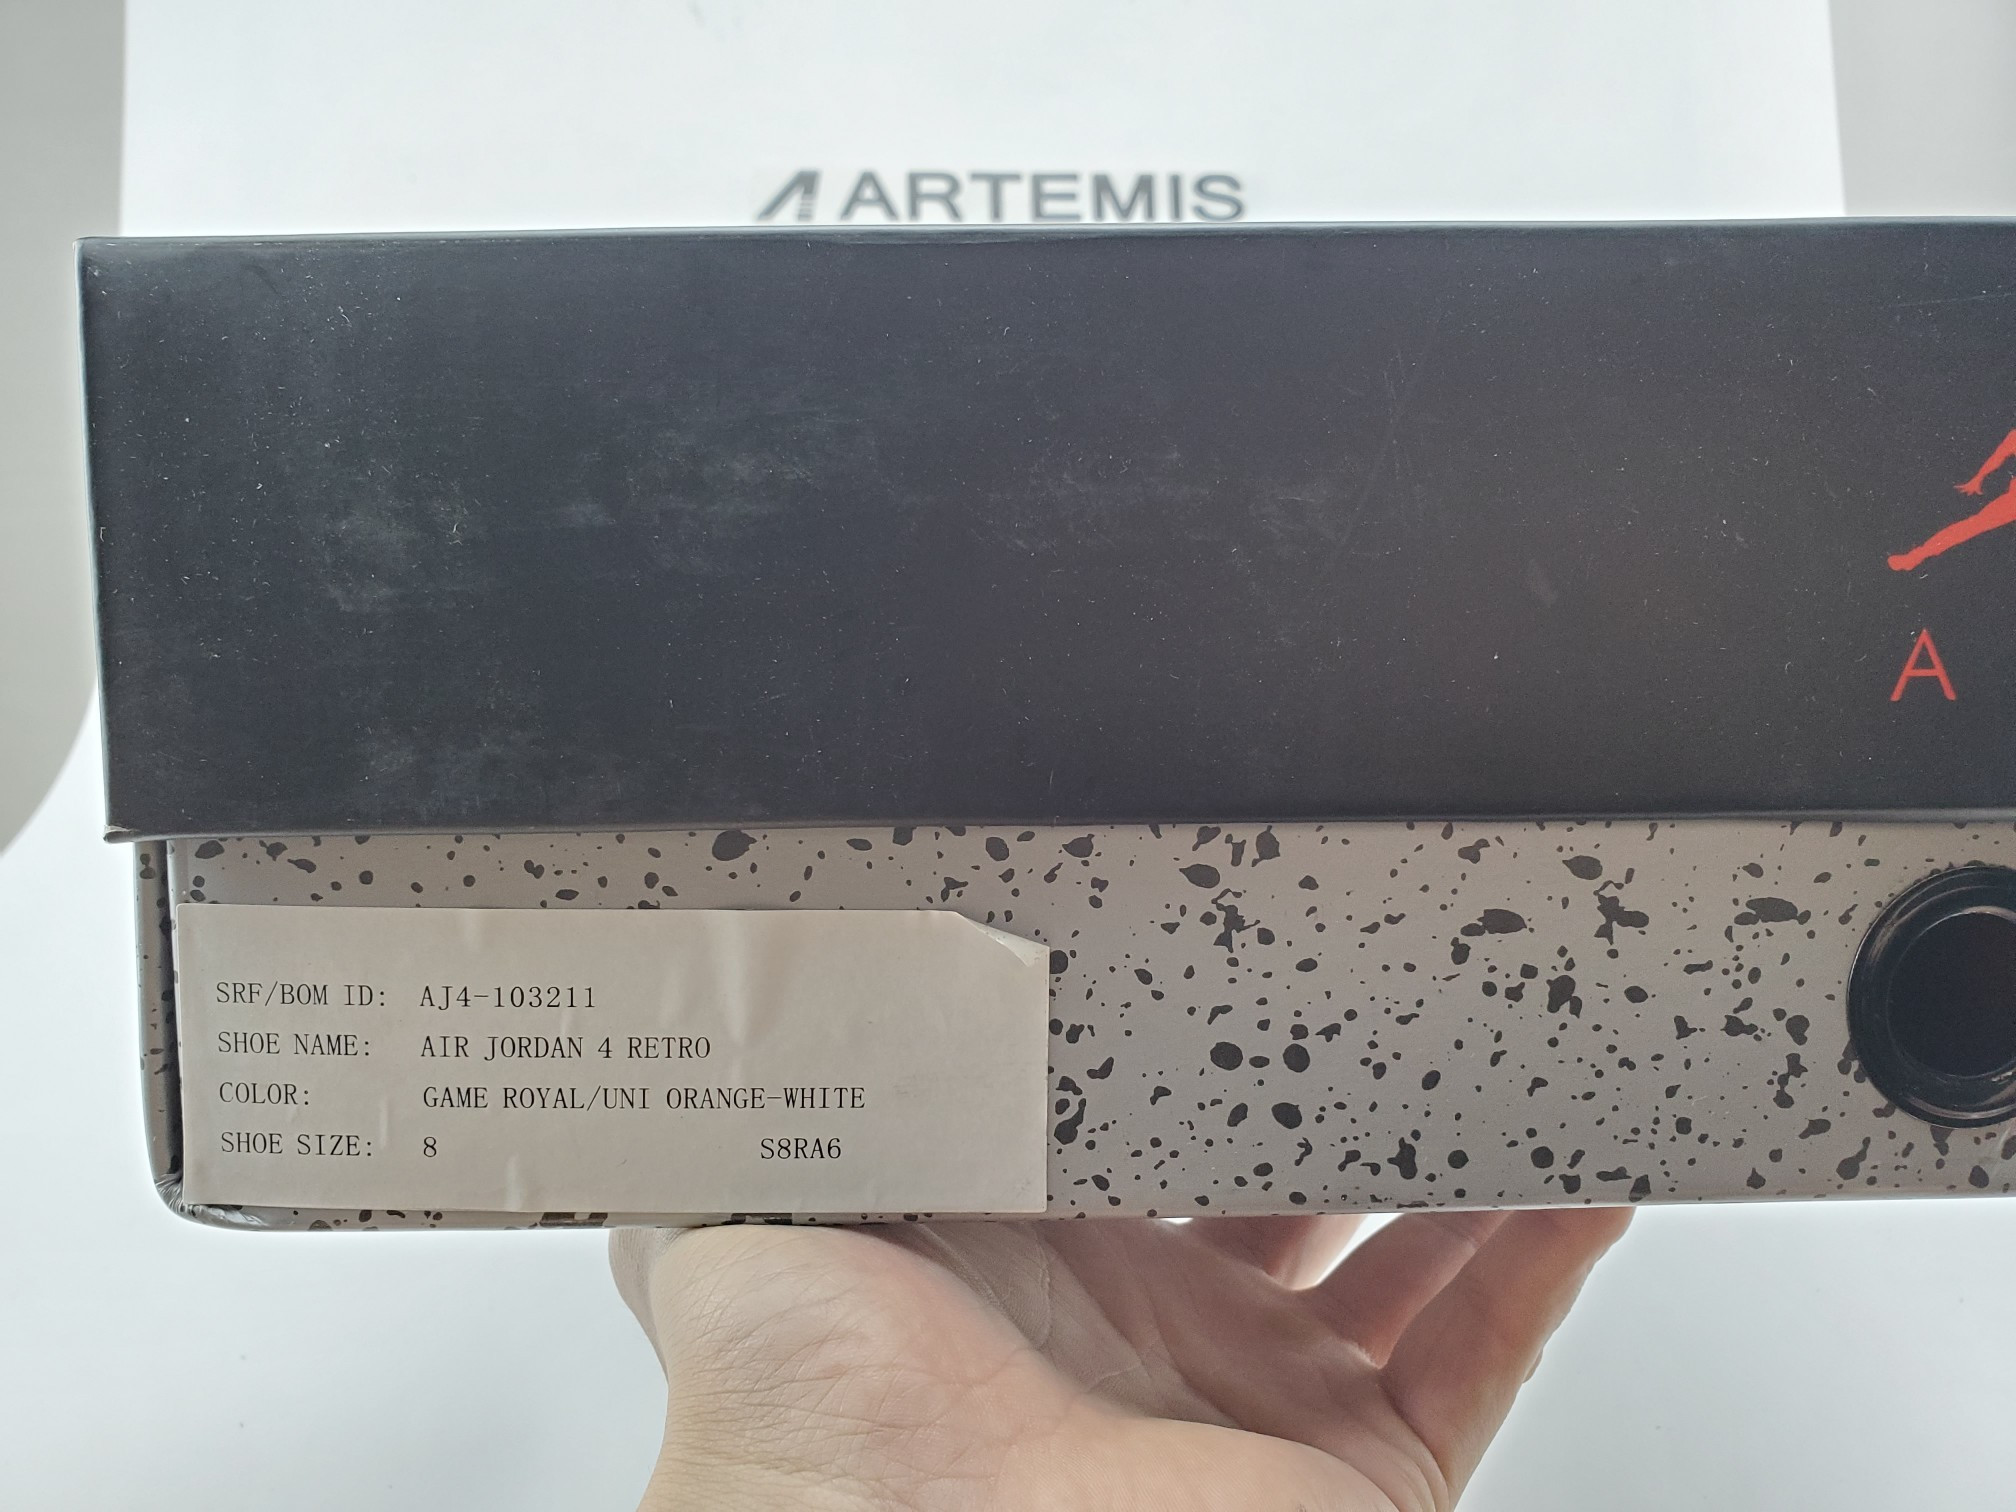 ARTEMIS
A
SRF/BOM ID: AJ4-103211
SHOE NAME: AIR JORDAN 4 RETRO
COLOR: GAME ROYAL/UNI ORANGE-WHITE
SHOE SIZE: 8 S8RA6